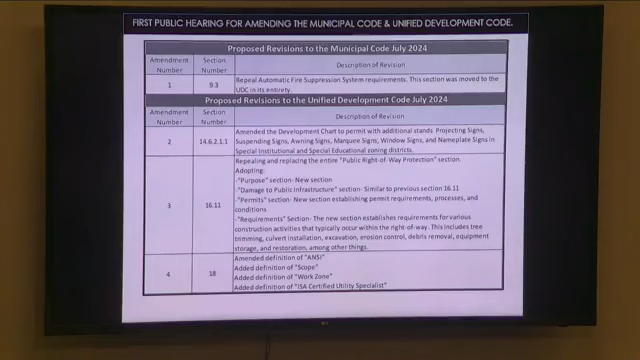 FIRST PUBLIC HEARING FOR AMENDING THE MUNICIPAL CODE & UNIFIED DEVELOPMENT CODE.
Proposed Revisions to the Municipal Code July 2024
Amendment Number Section Number Description of Revision
1 9.3 Repeal Automatic Fire Suppression System requirements. This section was moved to the
UDC in its entirety.
Proposed Revisions to the Unified Development Code July 2024
Amendment Number Section Number Description of Revision
2 14.6.2.1.1 Amended the Development Chart to permit with additional stands Projecting Signs,
Suspending Signs, Awning Signs, Marquee Signs, Window Signs, and Nameplate Signs in
Special Institutional and Special Educational zoning districts.
3 16.11 Repealing and replacing the entire "Public Right-of-Way Protection" section.
Adopting:
-"Purpose" section- New section
-"Damage to Public Infrastructure" section- Similar to previous section 16.11
-"Permits" section- New section establishing permit requirements, processes, and
conditions
-"Requirements" Section- The new section establishes requirements for various
construction activities that typically occur within the right-of-way. This includes tree
trimming, culvert installation, excavation, erosion control, debris removal, equipment
storage, and restoration, among other things.
4 18 Amended definition of "ANSI"
Added definition of "Scope"
Added definition of "Work Zone"
Added definition of "ISA Certified Utility Specialist"